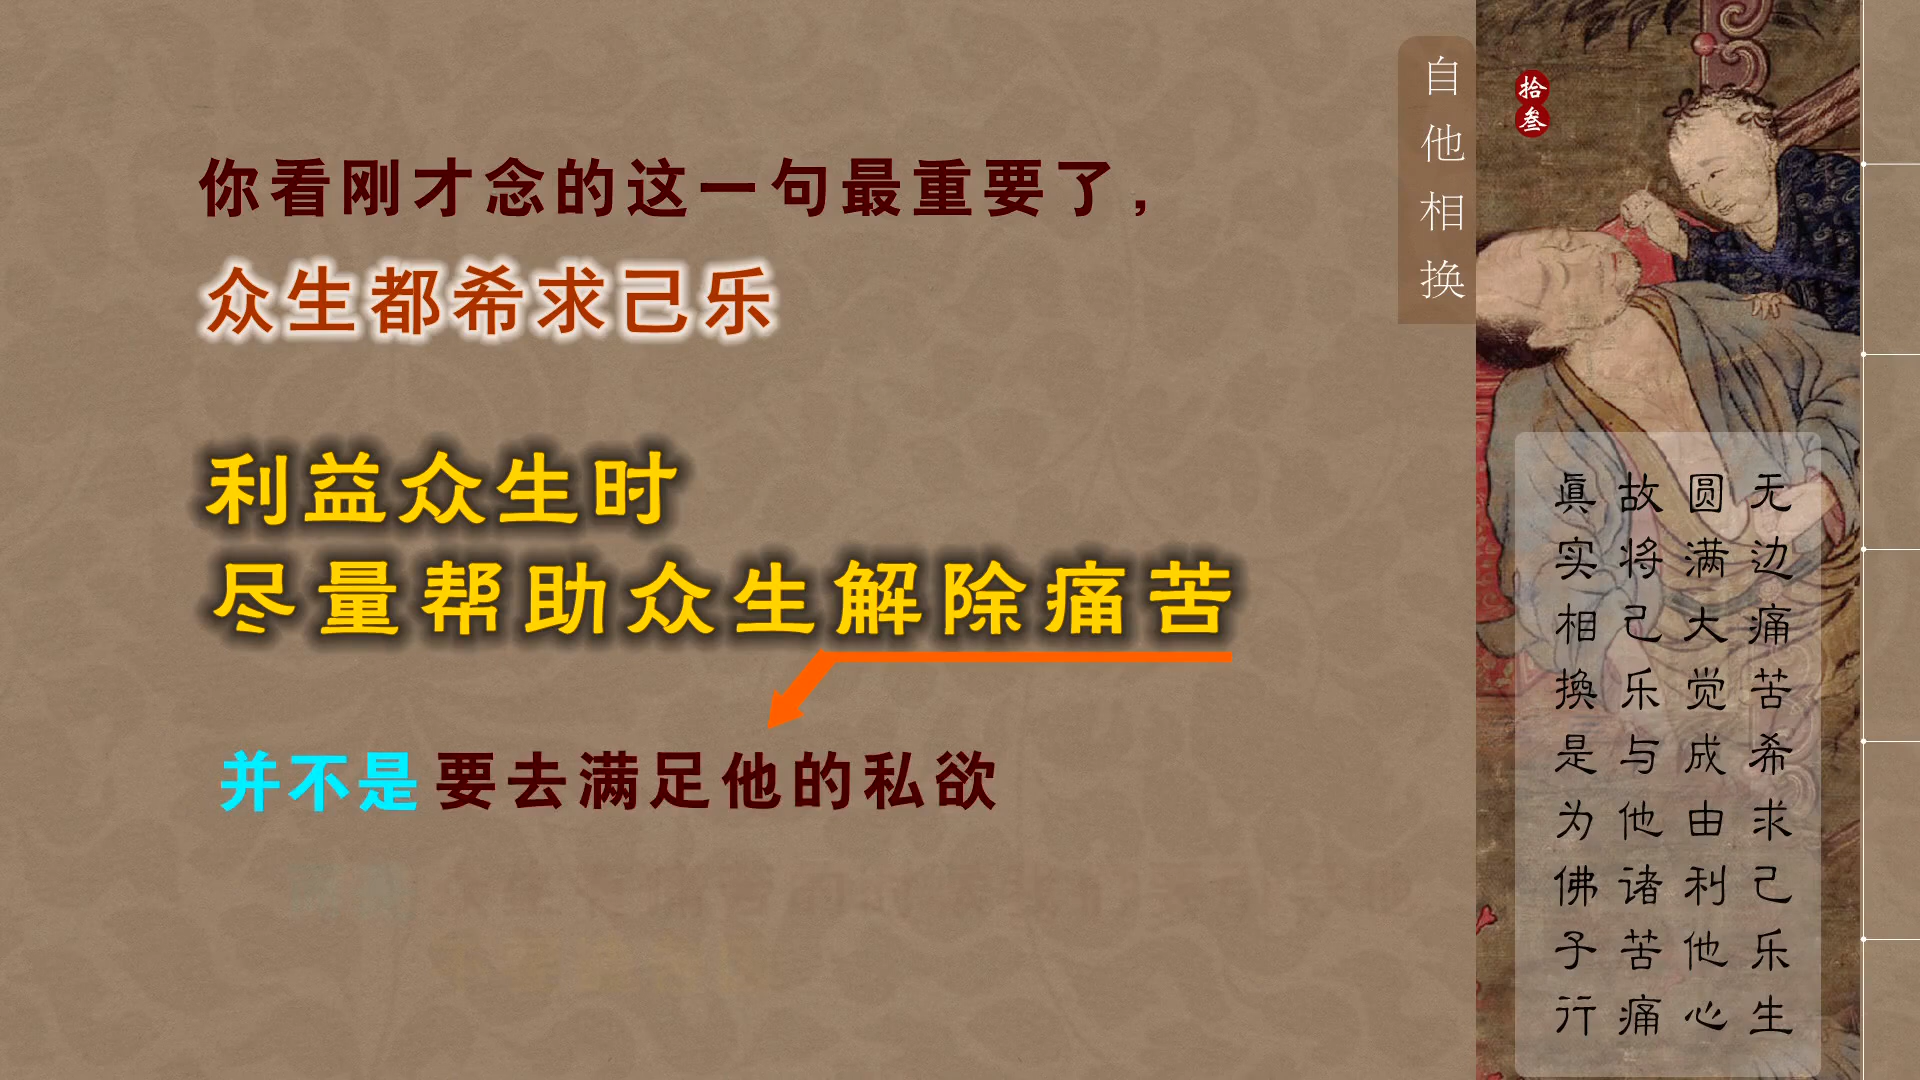 你看刚才念的这一句最重要了，
众生都希求己乐
利益众生时
尽量帮助众生解除痛苦
并不是要去满足他的私欲
自他相换
拾叁
无边痛苦希求己乐生
圆满大觉成由利他心
故将己乐与他诸苦痛
眞实相换是为佛子行